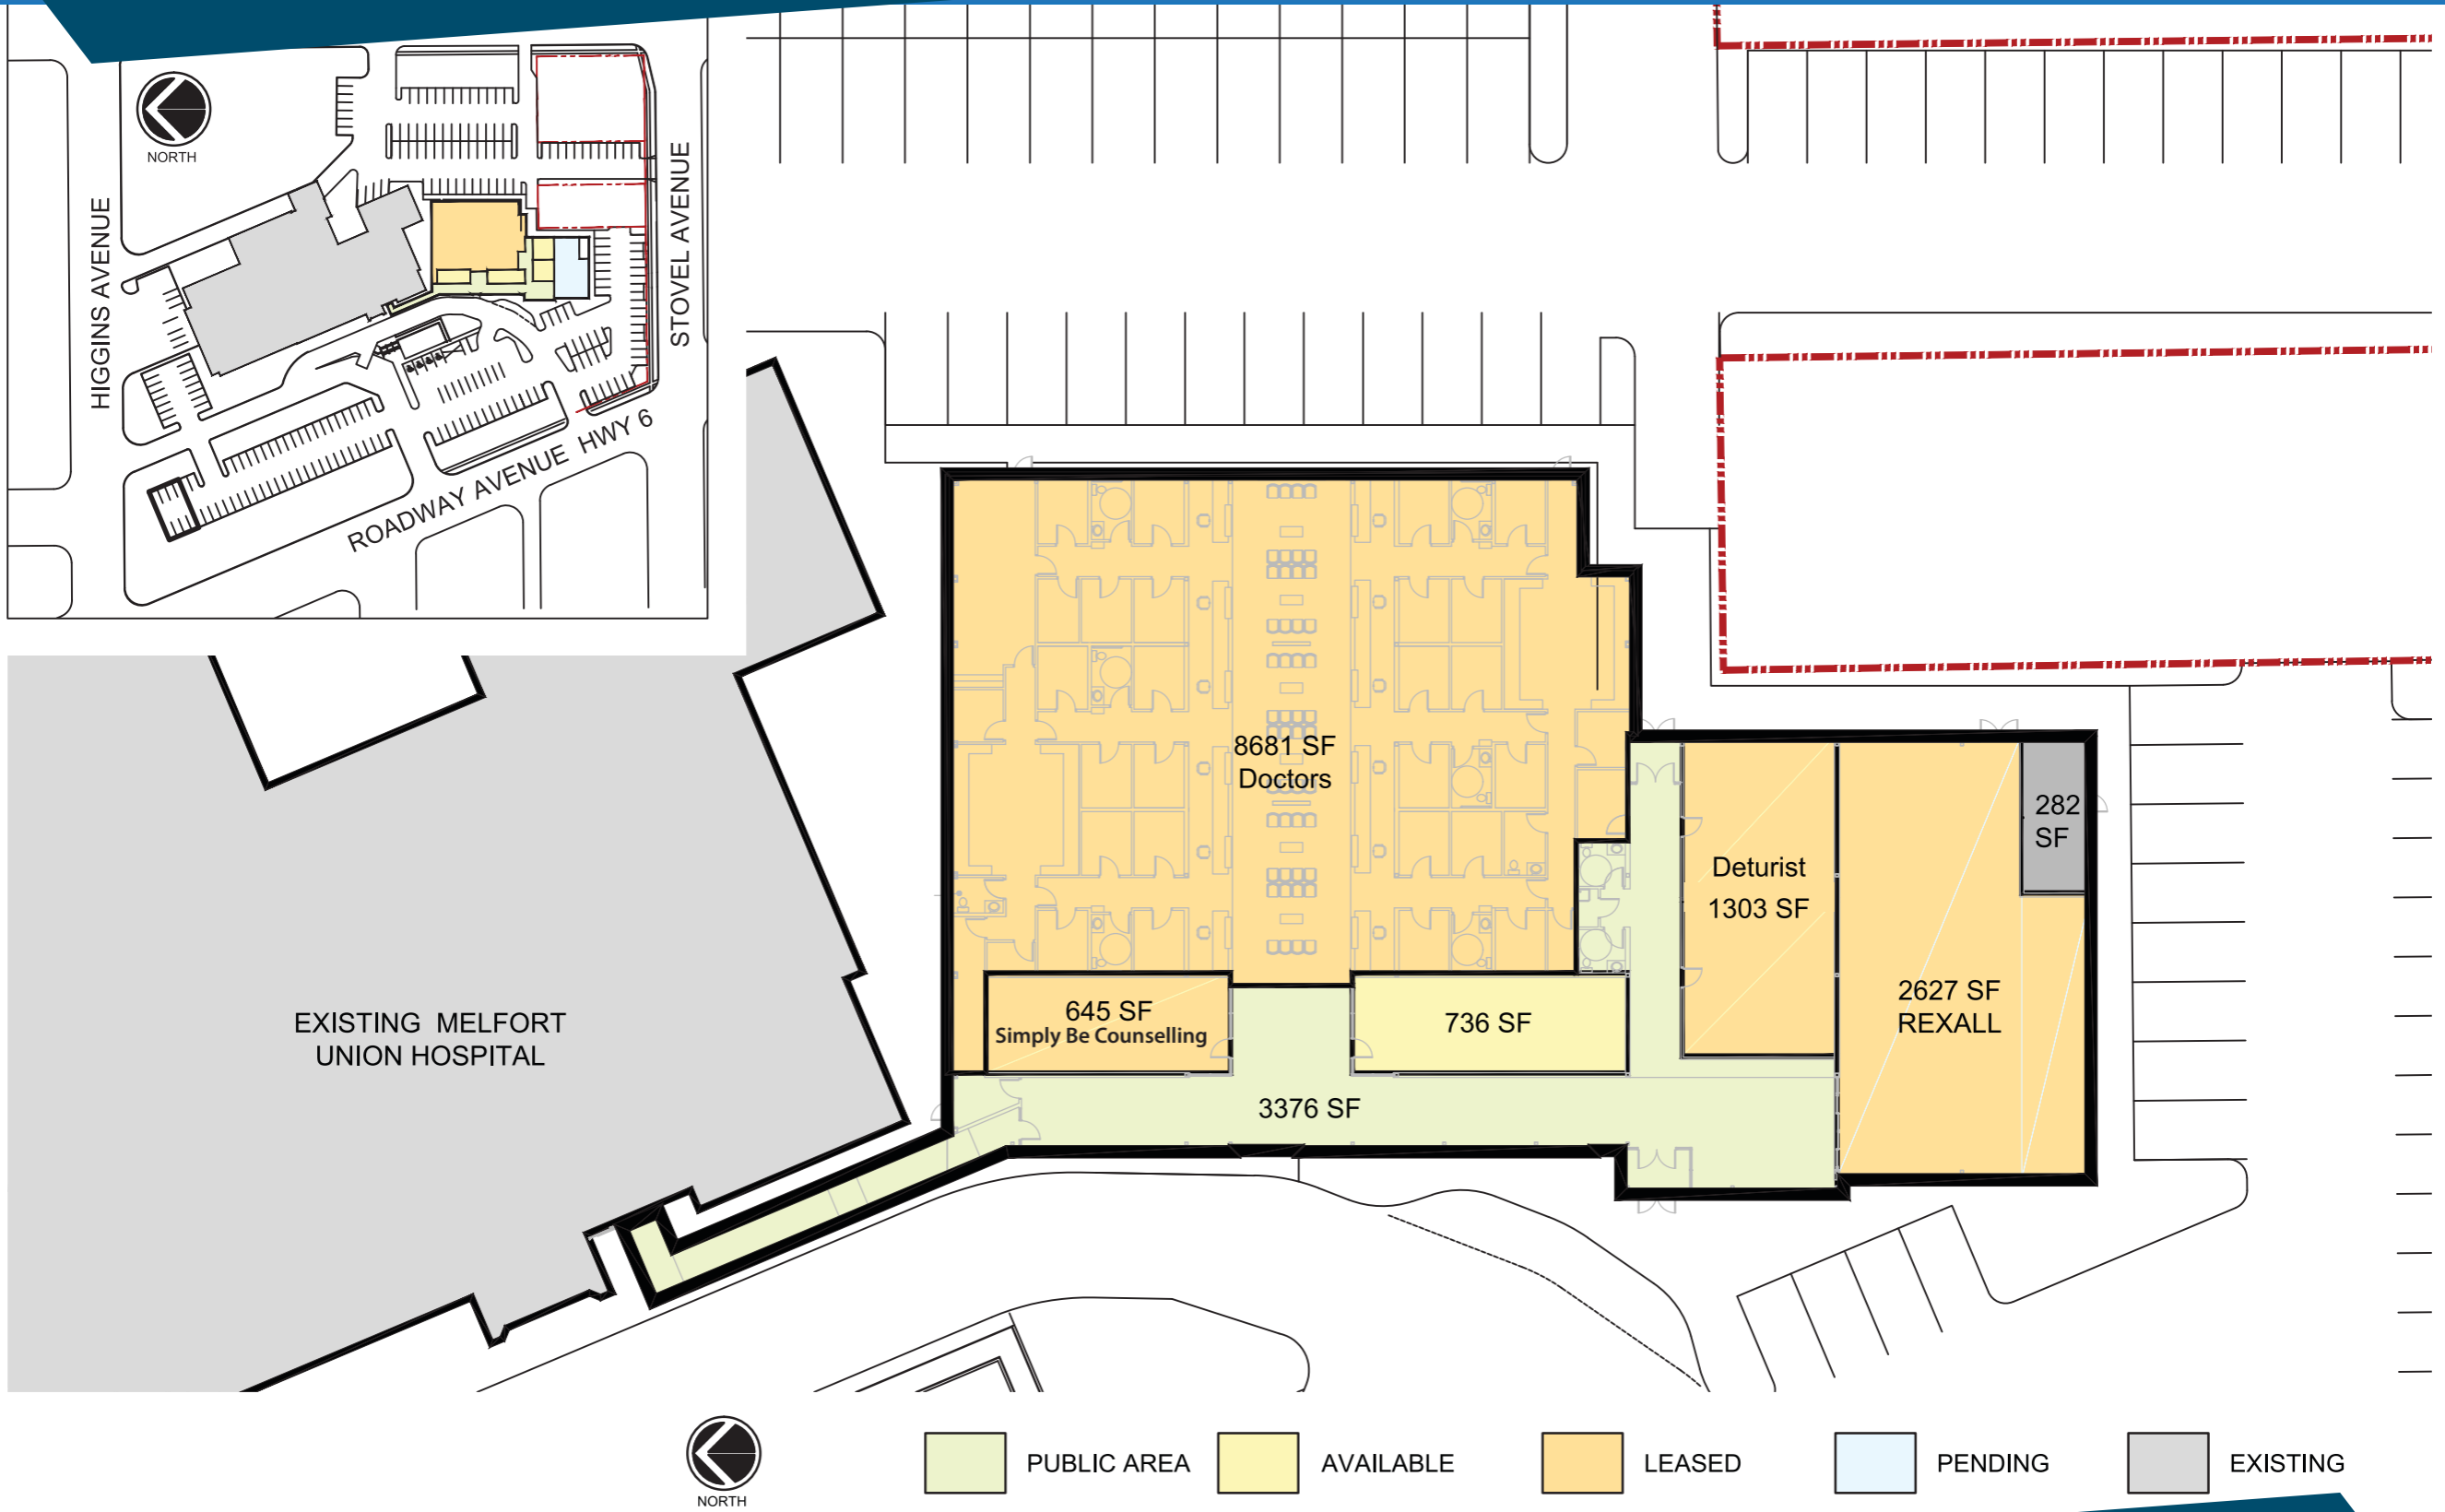 NORTH
HIGGINS AVENUE
STOVEL AVENUE
ROADWAY AVENUE HWY 6
8681 SF
Doctors
282
SF
Deturist
1303 SF
2627 SF
REXALL
645 SF
Simply Be Counselling
736 SF
EXISTING MELFORT
UNION HOSPITAL
3376 SF
NORTH
PUBLIC AREA
AVAILABLE
LEASED
PENDING
EXISTING